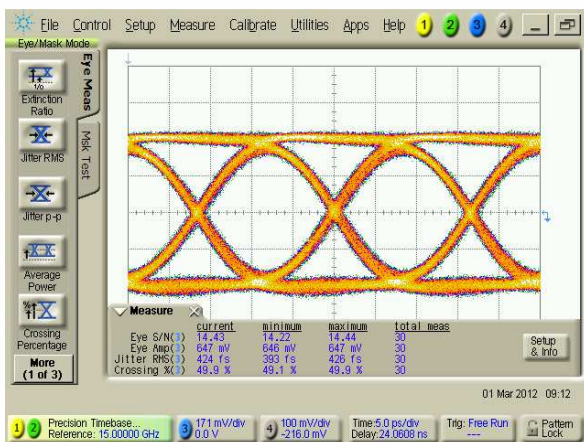 File Control Setup Measure Calibrate Utilities Apps Help 1 2 3 4
Eye/Mask Mode
Eye Meas
Msk Test
1/0
Extinction
Ratio
Jitter RMS
Jitter p-p
Average
Power
Crossing
Percentage
More
(1 of 3)
Measure
current minimum maximum total meas
Eye S/N(3) 14.43 14.22 14.44 30
Eye Amp(3) 647 mV 646 mV 647 mV 30
Jitter RMS(3) 424 fs 393 fs 426 fs 30
Crossing %(3) 49.9 % 49.1 % 49.9 % 30
Setup
& Info
01 Mar 2012 09:12
1 2 Precision Timebase...
Reference: 15.00000 GHz
3 171 mV/div
0.0 V
4 100 mV/div
-216.0 mV
Time:5.0 ps/div
Delay:24.0608 ns
Trig: Free Run
---
Pattern
Lock